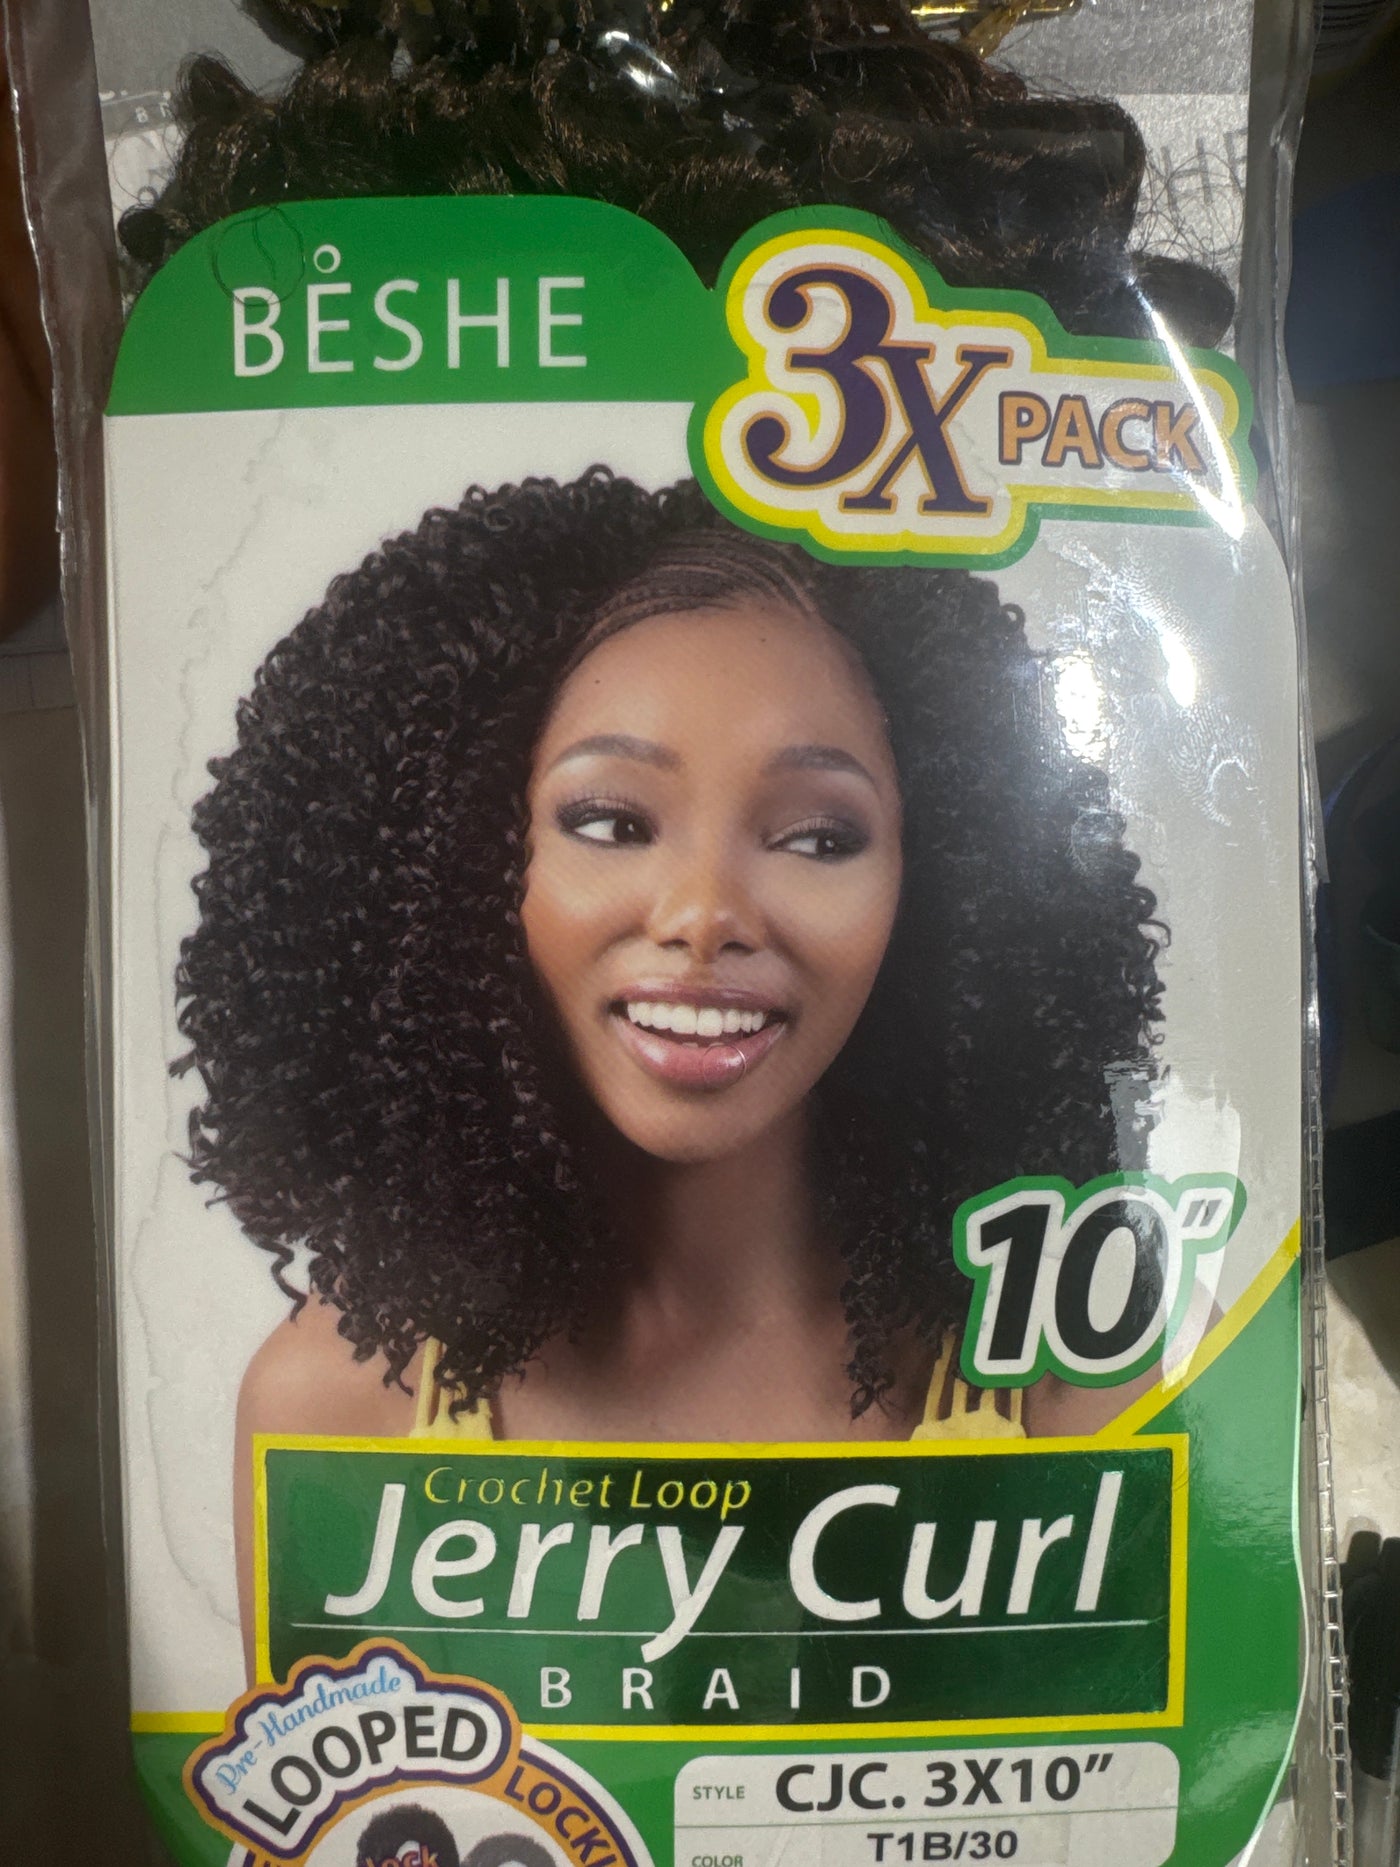 BESHE
3X PACK
10"
Crochet Loop
Jerry Curl
BRAID
Pre-Handmade
LOOPED
STYLE CJC. 3X10"
COLOR T1B/30